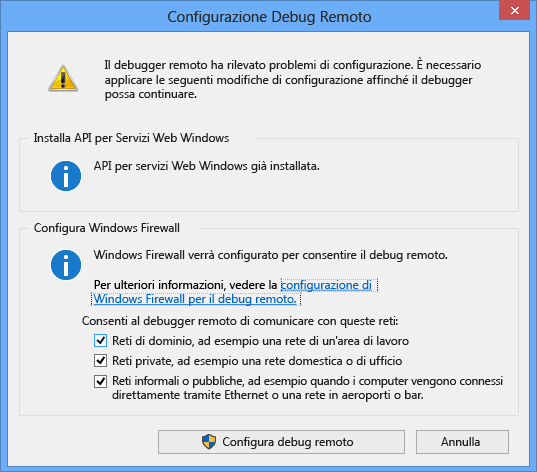 Configurazione Debug Remoto
Il debugger remoto ha rilevato problemi di configurazione. È necessario
applicare le seguenti modifiche di configurazione affinché il debugger
possa continuare.
Installa API per Servizi Web Windows
API per servizi Web Windows già installata.
Configura Windows Firewall
Windows Firewall verrà configurato per consentire il debug remoto.
Per ulteriori informazioni, vedere la configurazione di
Windows Firewall per il debug remoto.
Consenti al debugger remoto di comunicare con queste reti:
Reti di dominio, ad esempio una rete di un'area di lavoro
Reti private, ad esempio una rete domestica o di ufficio
Reti informali o pubbliche, ad esempio quando i computer vengono connessi
direttamente tramite Ethernet o una rete in aeroporti o bar.
Configura debug remoto
Annulla